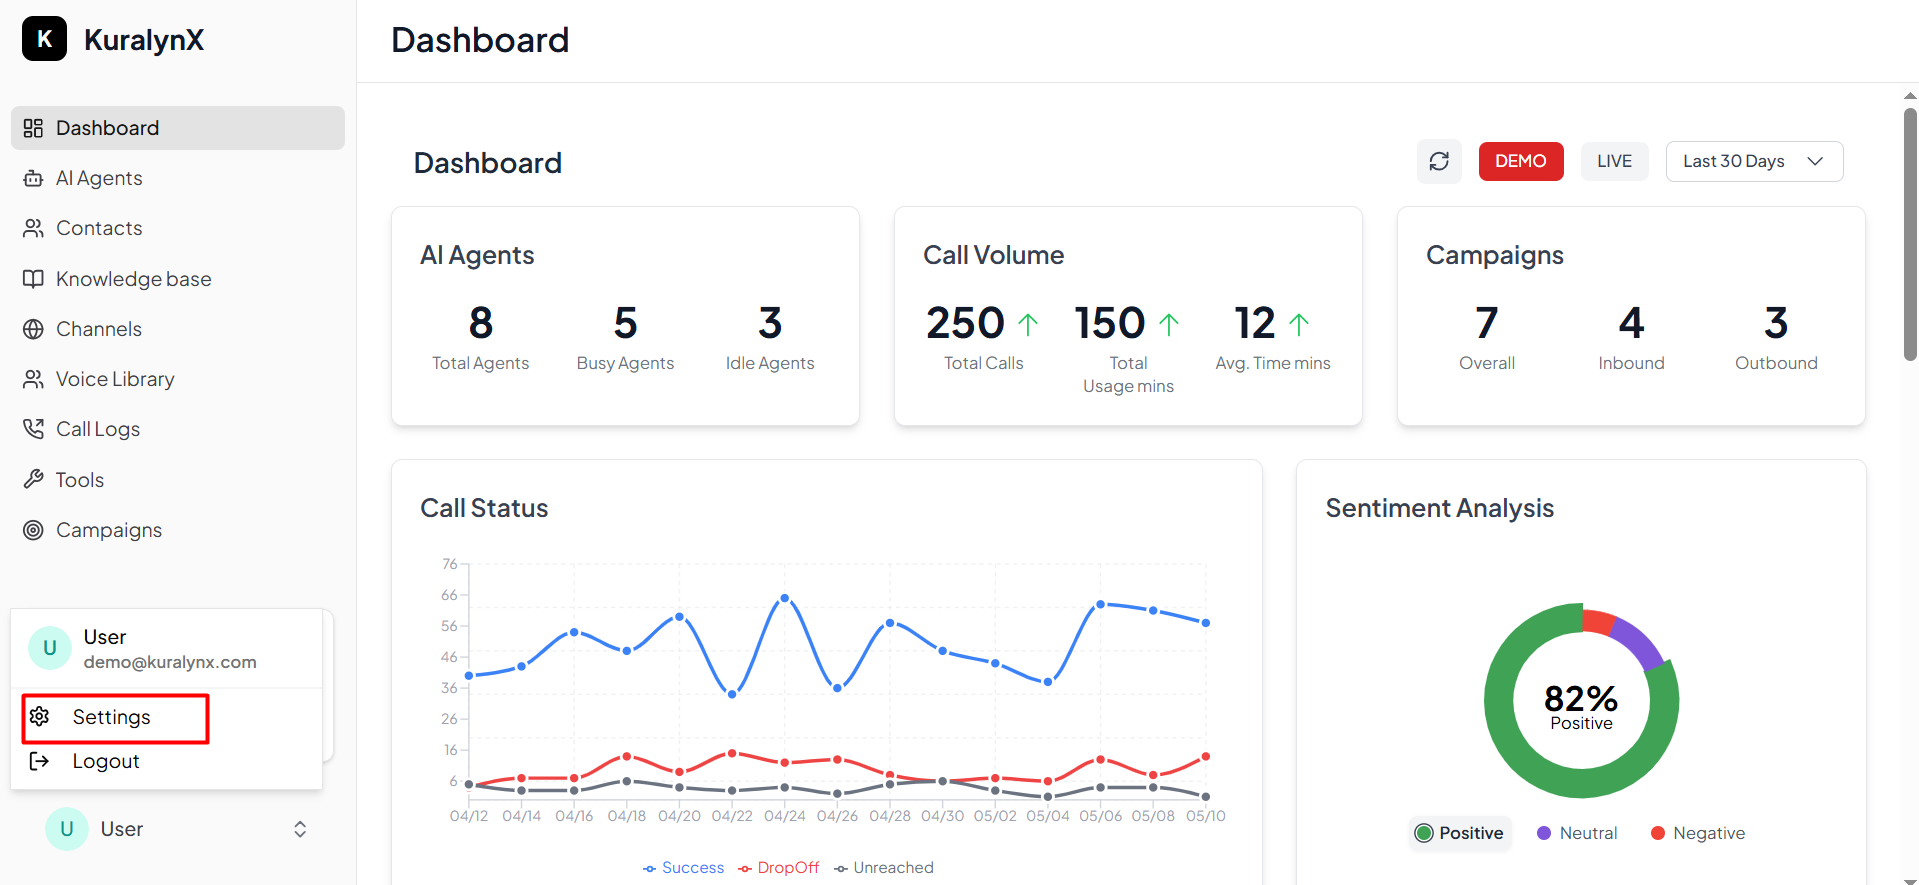 K KuralynX
Dashboard
AI Agents
Contacts
Knowledge base
Channels
Voice Library
Call Logs
Tools
Campaigns
U User
demo@kuralynx.com
Settings
Logout
U User
Dashboard
Dashboard
DEMO LIVE Last 30 Days
AI Agents
8 5 3
Total Agents Busy Agents Idle Agents
Call Volume
250 150 12
Total Calls Total Avg. Time mins
Usage mins
Campaigns
7 4 3
Overall Inbound Outbound
Call Status
76
66
56
46
36
26
16
6
04/12 04/14 04/16 04/18 04/20 04/22 04/24 04/26 04/28 04/30 05/02 05/04 05/06 05/08 05/10
Success DropOff Unreached
Sentiment Analysis
82%
Positive
Positive Neutral Negative